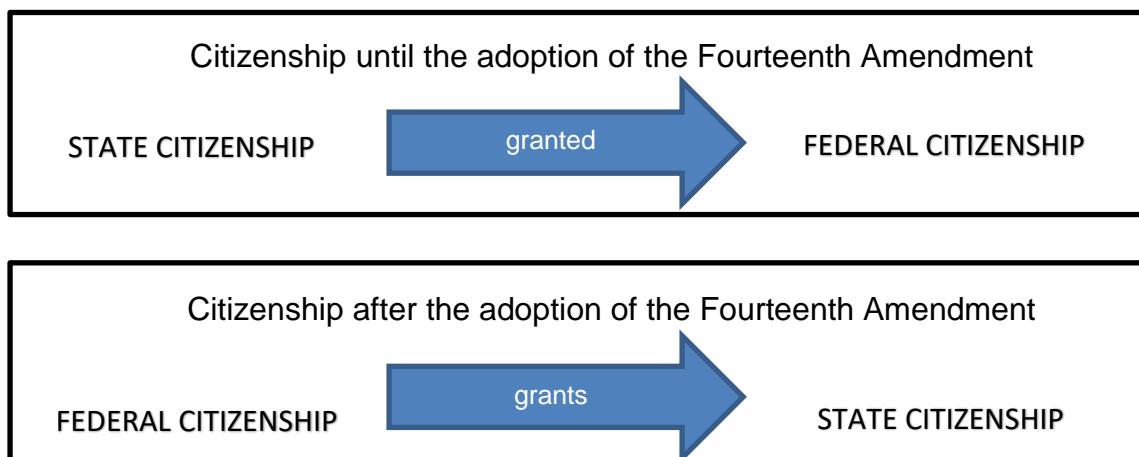 Citizenship until the adoption of the Fourteenth Amendment
STATE CITIZENSHIP
granted
FEDERAL CITIZENSHIP
Citizenship after the adoption of the Fourteenth Amendment
FEDERAL CITIZENSHIP
grants
STATE CITIZENSHIP